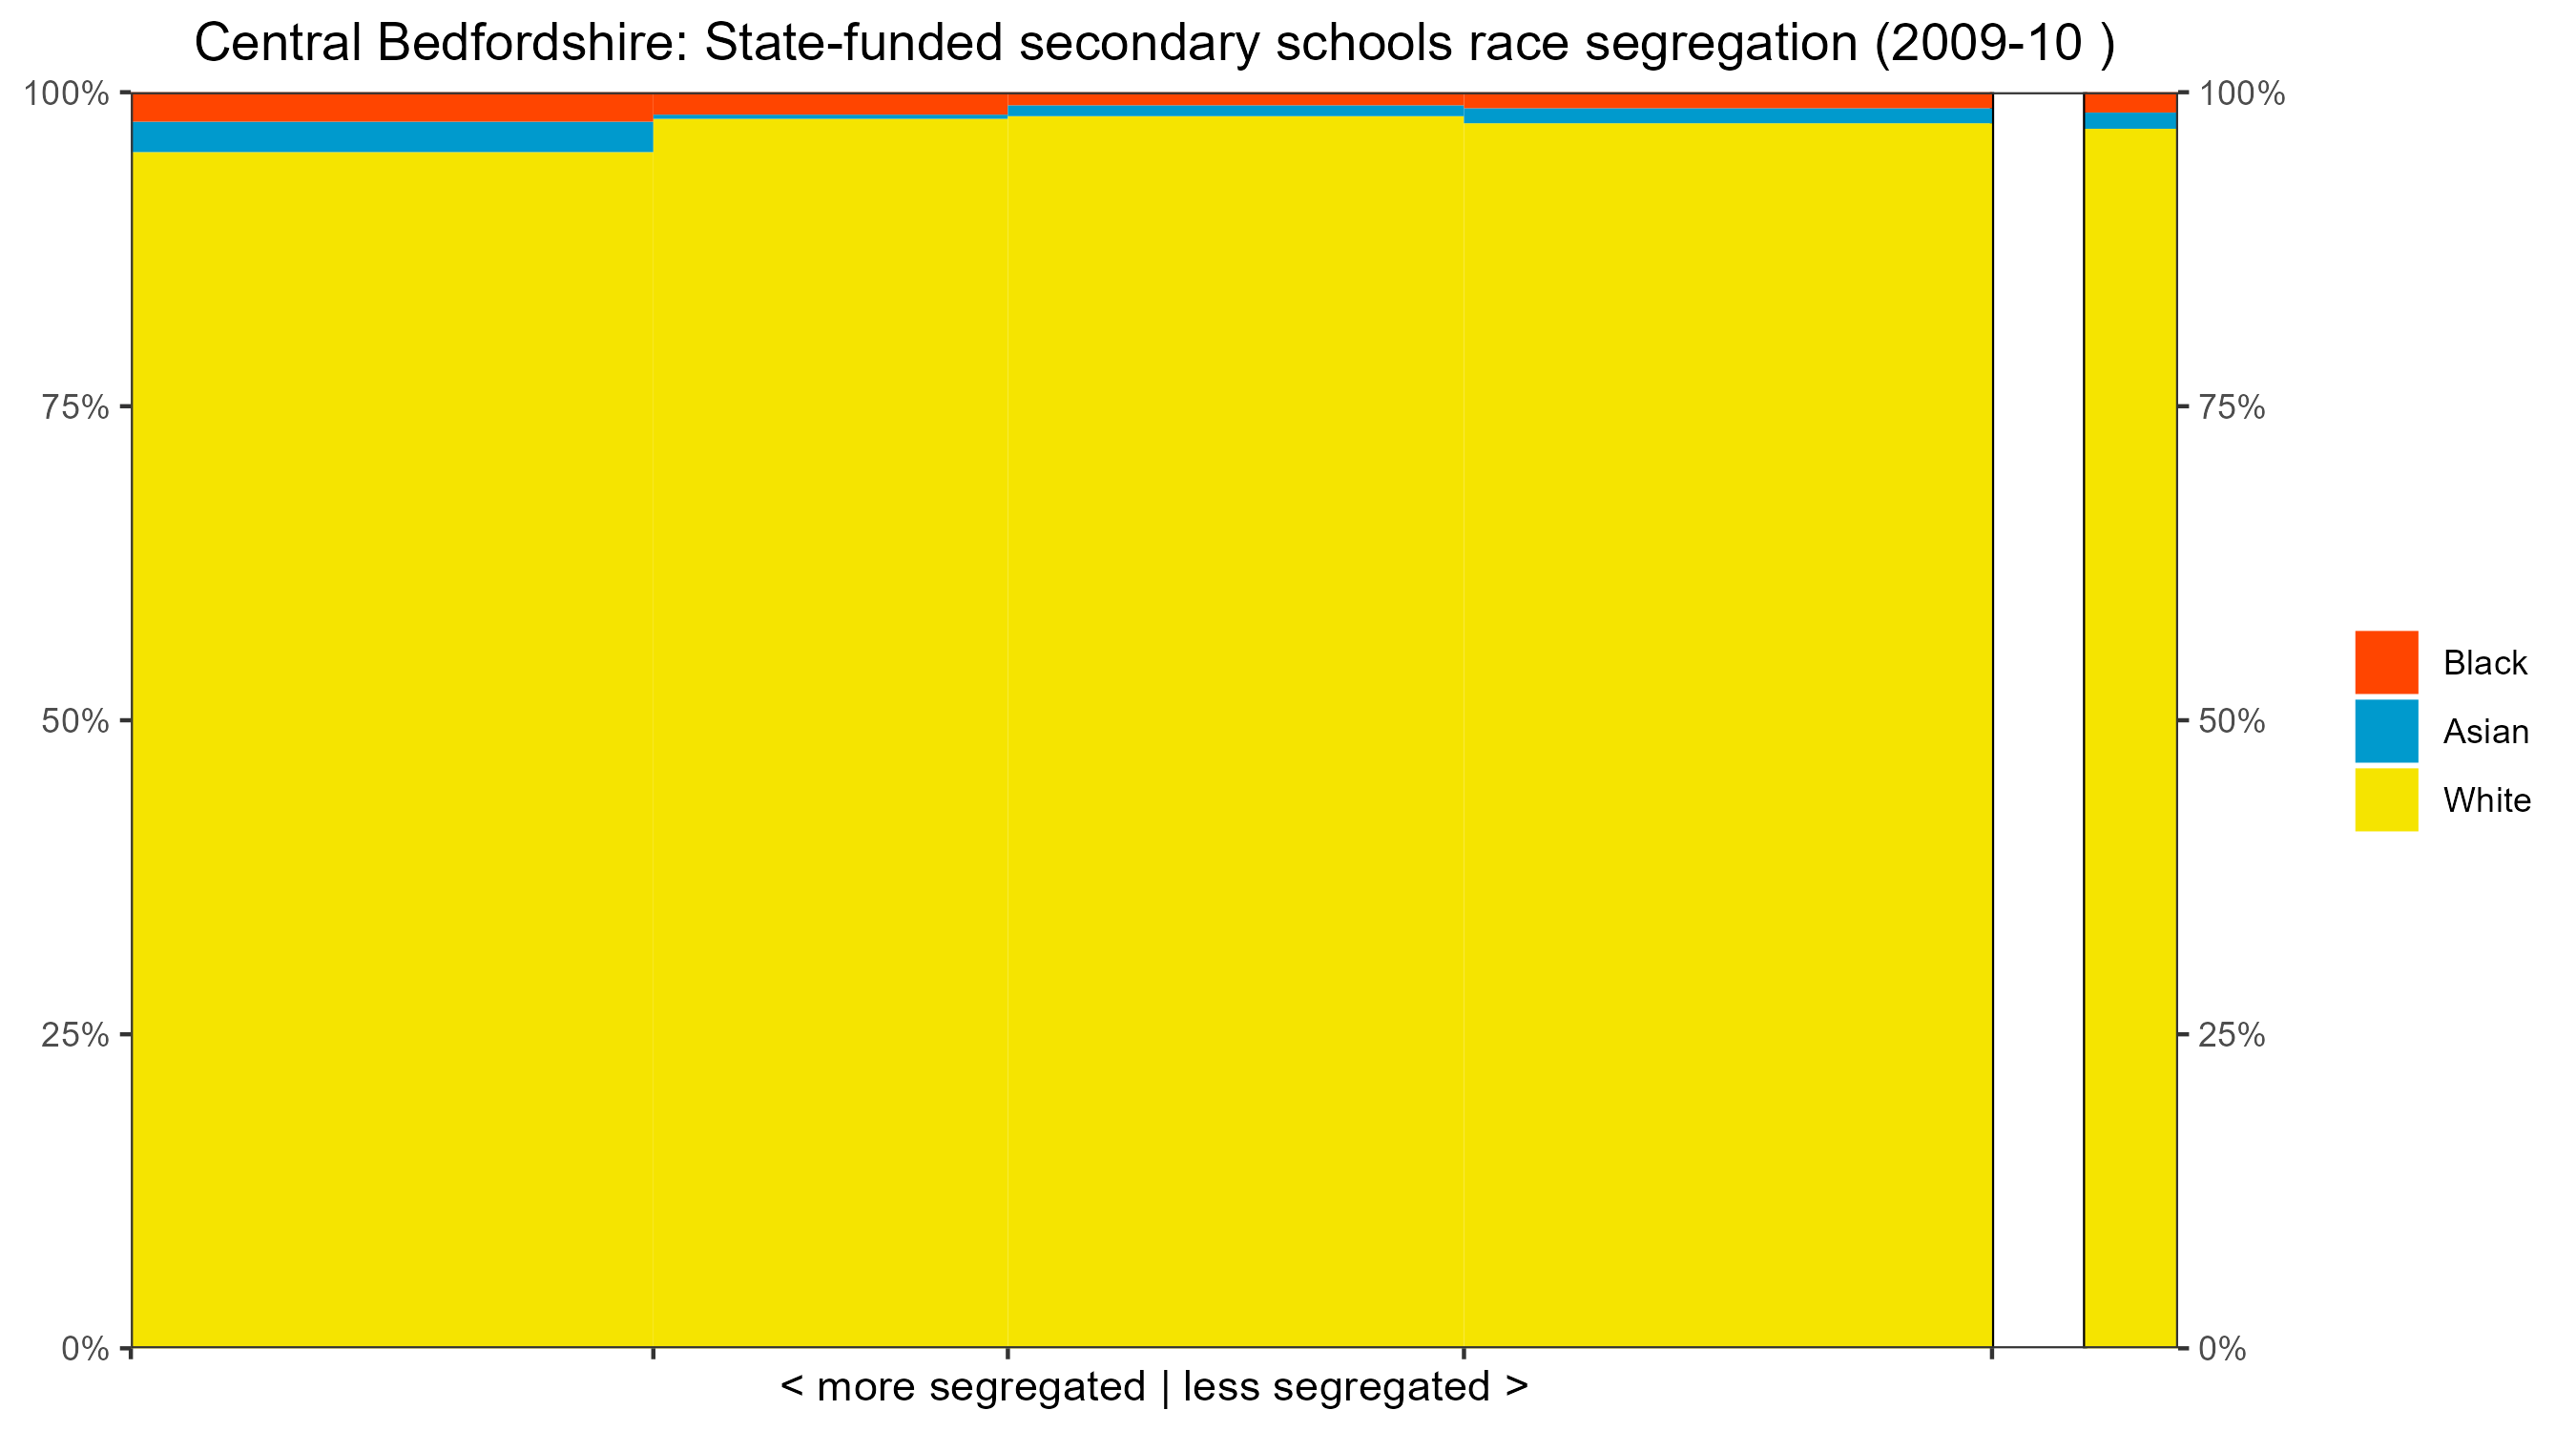 Central Bedfordshire: State-funded secondary schools race segregation (2009-10 )
100%
75%
50%
25%
0%
100%
75%
50%
25%
0%
Black
Asian
White
< more segregated | less segregated >